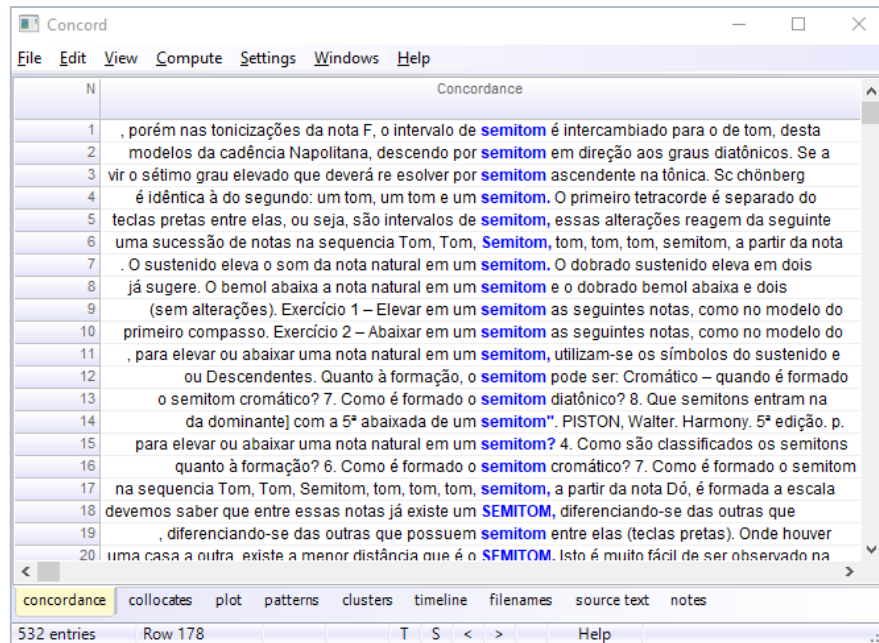 Concord
File Edit View Compute Settings Windows Help
N Concordance
1 , porém nas tonicizações da nota F, o intervalo de semitom é intercambiado para o de tom, desta
2 modelos da cadência Napolitana, descendo por semitom em direção aos graus diatônicos. Se a
3 vir o sétimo grau elevado que deverá re esolver por semitom ascendente na tônica. Sc chönberg
4 é idêntica à do segundo: um tom, um tom e um semitom. O primeiro tetracorde é separado do
5 teclas pretas entre elas, ou seja, são intervalos de semitom, essas alterações reagem da seguinte
6 uma sucessão de notas na sequencia Tom, Tom, Semitom, tom, tom, tom, semitom, a partir da nota
7 . O sustenido eleva o som da nota natural em um semitom. O dobrado sustenido eleva em dois
8 já sugere. O bemol abaixa a nota natural em um semitom e o dobrado bemol abaixa e dois
9 (sem alterações). Exercício 1 – Elevar em um semitom as seguintes notas, como no modelo do
10 primeiro compasso. Exercício 2 – Abaixar em um semitom as seguintes notas, como no modelo do
11 , para elevar ou abaixar uma nota natural em um semitom, utilizam-se os símbolos do sustenido e
12 ou Descendentes. Quanto à formação, o semitom pode ser: Cromático – quando é formado
13 o semitom cromático? 7. Como é formado o semitom diatônico? 8. Que semitons entram na
14 da dominante] com a 5ª abaixada de um semitom". PISTON, Walter. Harmony. 5ª edição. p.
15 para elevar ou abaixar uma nota natural em um semitom? 4. Como são classificados os semitons
16 quanto à formação? 6. Como é formado o semitom cromático? 7. Como é formado o semitom
17 na sequencia Tom, Tom, Semitom, tom, tom, tom, semitom, a partir da nota Dó, é formada a escala
18 devemos saber que entre essas notas já existe um SEMITOM, diferenciando-se das outras que
19 , diferenciando-se das outras que possuem semitom entre elas (teclas pretas). Onde houver
20 uma casa a outra, existe a menor distância que é o SEMITOM. Isto é muito fácil de ser observado na
concordance collocates plot patterns clusters timeline filenames source text notes
532 entries Row 178 T S < > Help